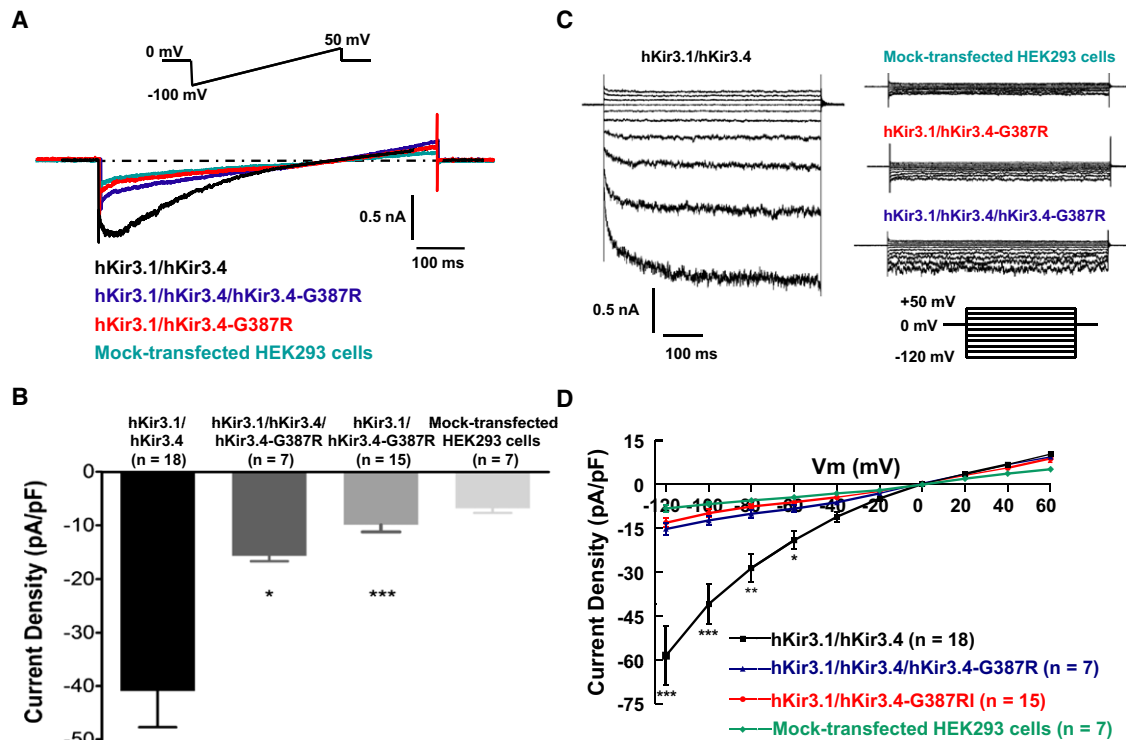 A
0 mV
50 mV
-100 mV
0.5 nA
100 ms
hKir3.1/hKir3.4
hKir3.1/hKir3.4/hKir3.4-G387R
hKir3.1/hKir3.4-G387R
Mock-transfected HEK293 cells
B
hKir3.1/
hKir3.4
(n = 18)
hKir3.1/hKir3.4/
hKir3.4-G387R
(n = 7)
hKir3.1/
hKir3.4-G387R
(n = 15)
Mock-transfected
HEK293 cells
(n = 7)
Current Density (pA/pF)
0
-10
-20
-30
-40
-50
*
***
C
hKir3.1/hKir3.4
0.5 nA
100 ms
Mock-transfected HEK293 cells
hKir3.1/hKir3.4-G387R
hKir3.1/hKir3.4/hKir3.4-G387R
+50 mV
0 mV
-120 mV
D
Current Density (pA/pF)
15
0
-15
-30
-45
-60
-75
Vm (mV)
-120 -100 -80 -60 -40 -20 0 20 40 60
*
**
***
***
hKir3.1/hKir3.4 (n = 18)
hKir3.1/hKir3.4/hKir3.4-G387R (n = 7)
hKir3.1/hKir3.4-G387RI (n = 15)
Mock-transfected HEK293 cells (n = 7)